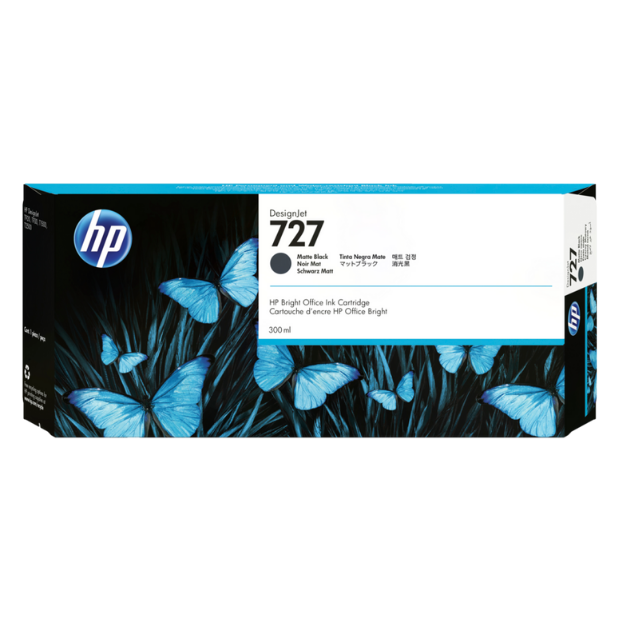 hp
DesignJet
727
Matte Black
Noir Mat
Schwarz Matt
Tinta Negra Mate
マットブラック
매트 검정
消光黑
HP Bright Office Ink Cartridge
Cartouche d'encre HP Office Bright
300 ml
HP DesignJet
727
hp